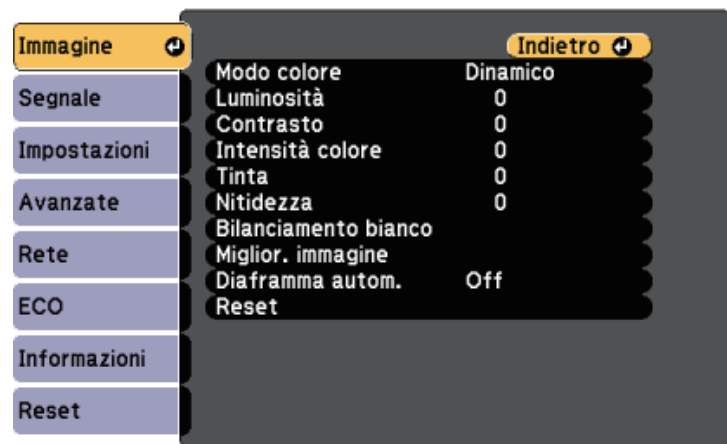 Immagine
Segnale
Impostazioni
Avanzate
Rete
ECO
Informazioni
Reset
Indietro
Modo colore Dinamico
Luminosità 0
Contrasto 0
Intensità colore 0
Tinta 0
Nitidezza 0
Bilanciamento bianco
Miglior. immagine
Diaframma autom. Off
Reset